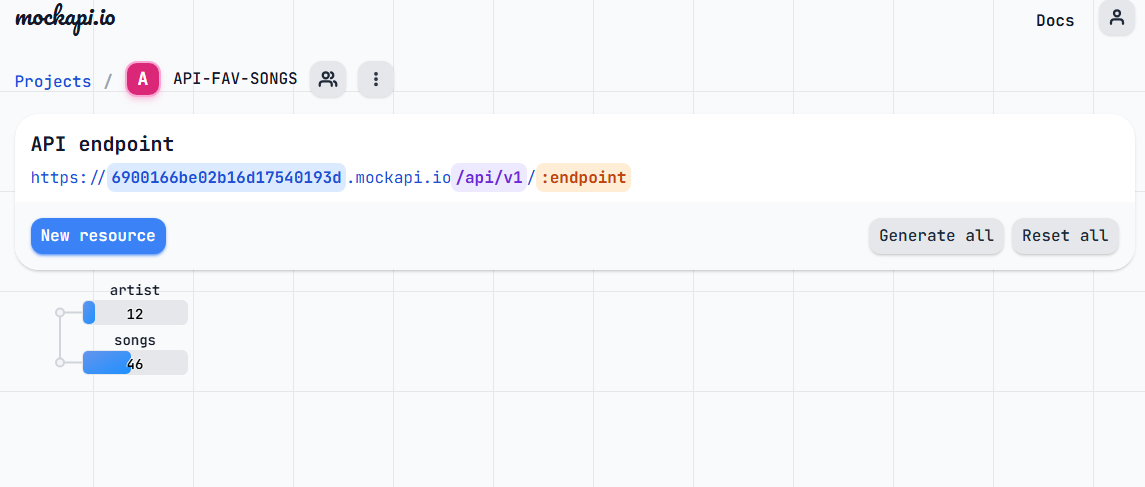 mockapi.io
Docs
Projects / A API-FAV-SONGS
API endpoint
https://6900166be02b16d17540193d.mockapi.io/api/v1/:endpoint
New resource Generate all Reset all
artist
12
songs
46